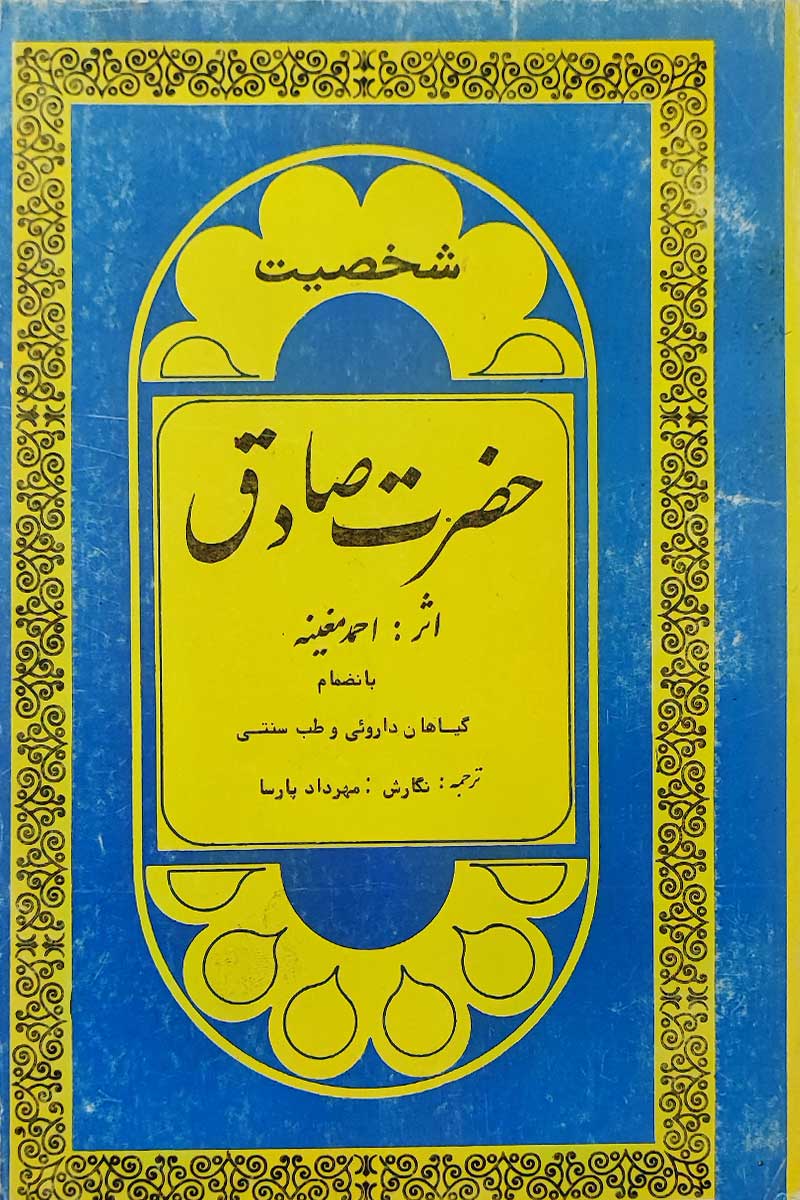 شخصیت
حضرت صادق
اثر : احمد مغنیه
بانضمام
گیاهان داروئی و طب سنتی
ترجمه : نگارش : مهرداد پارسا